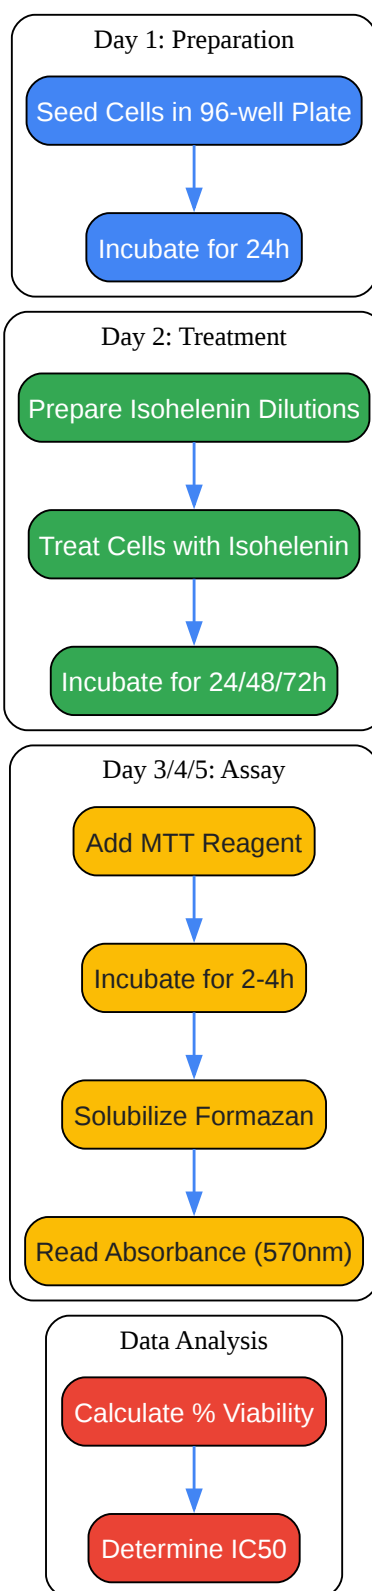 Day 1: Preparation
Seed Cells in 96-well Plate
Incubate for 24h
Day 2: Treatment
Prepare Isohelenin Dilutions
Treat Cells with Isohelenin
Incubate for 24/48/72h
Day 3/4/5: Assay
Add MTT Reagent
Incubate for 2-4h
Solubilize Formazan
Read Absorbance (570nm)
Data Analysis
Calculate % Viability
Determine IC50